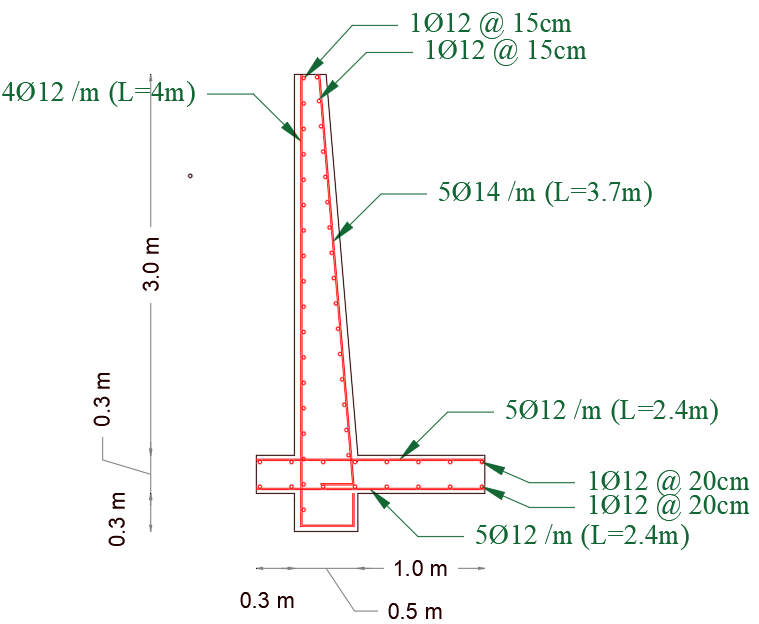 1Ø12 @ 15cm
1Ø12 @ 15cm
4Ø12 /m (L=4m)
5Ø14 /m (L=3.7m)
3.0 m
0.3 m
5Ø12 /m (L=2.4m)
1Ø12 @ 20cm
1Ø12 @ 20cm
0.3 m
5Ø12 /m (L=2.4m)
1.0 m
0.3 m
0.5 m